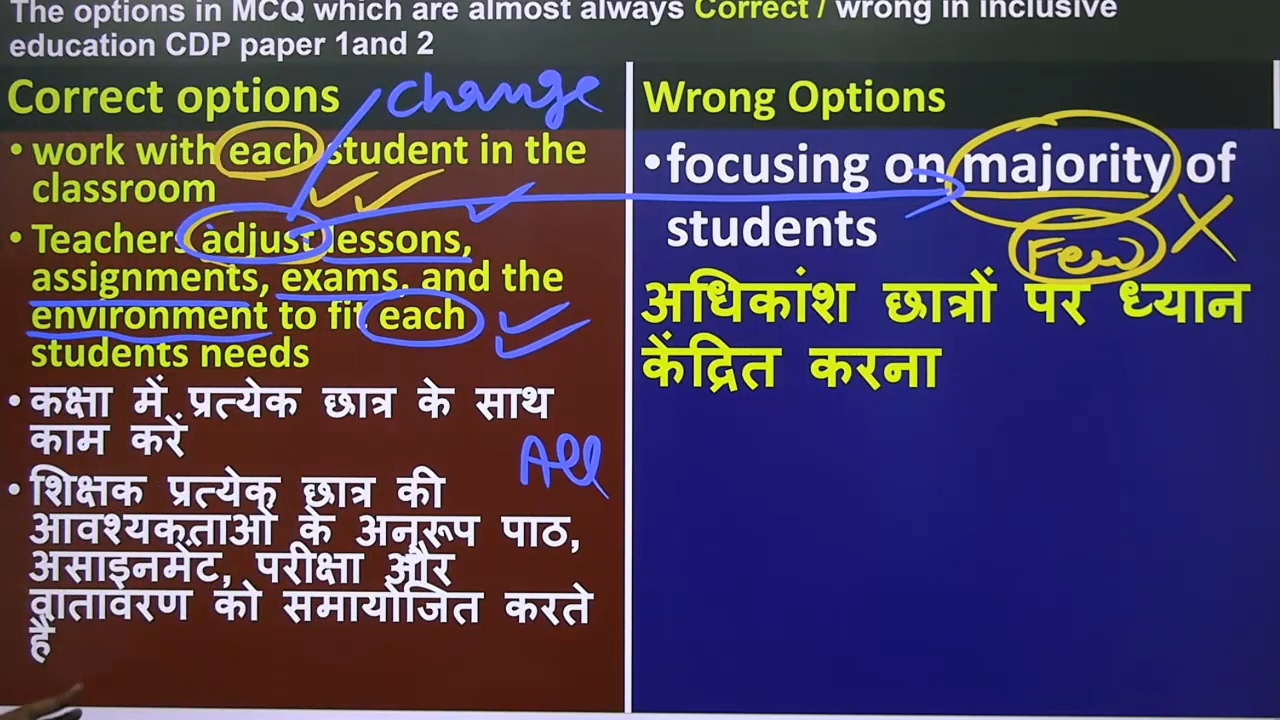 The options in MCQ which are almost always Correct / wrong in inclusive
education CDP paper 1and 2
Correct options
change
• work with each student in the
classroom
• Teachers adjust lessons,
assignments, exams, and the
environment to fit each
students needs
• कक्षा में प्रत्येक छात्र के साथ
काम करें
All
• शिक्षक प्रत्येक छात्र की
आवश्यकताओं के अनुरूप पाठ,
असाइनमेंट, परीक्षा और
वातावरण को समायोजित करते
हैं
Wrong Options
•focusing on majority of
students
Few
अधिकांश छात्रों पर ध्यान
केंद्रित करना